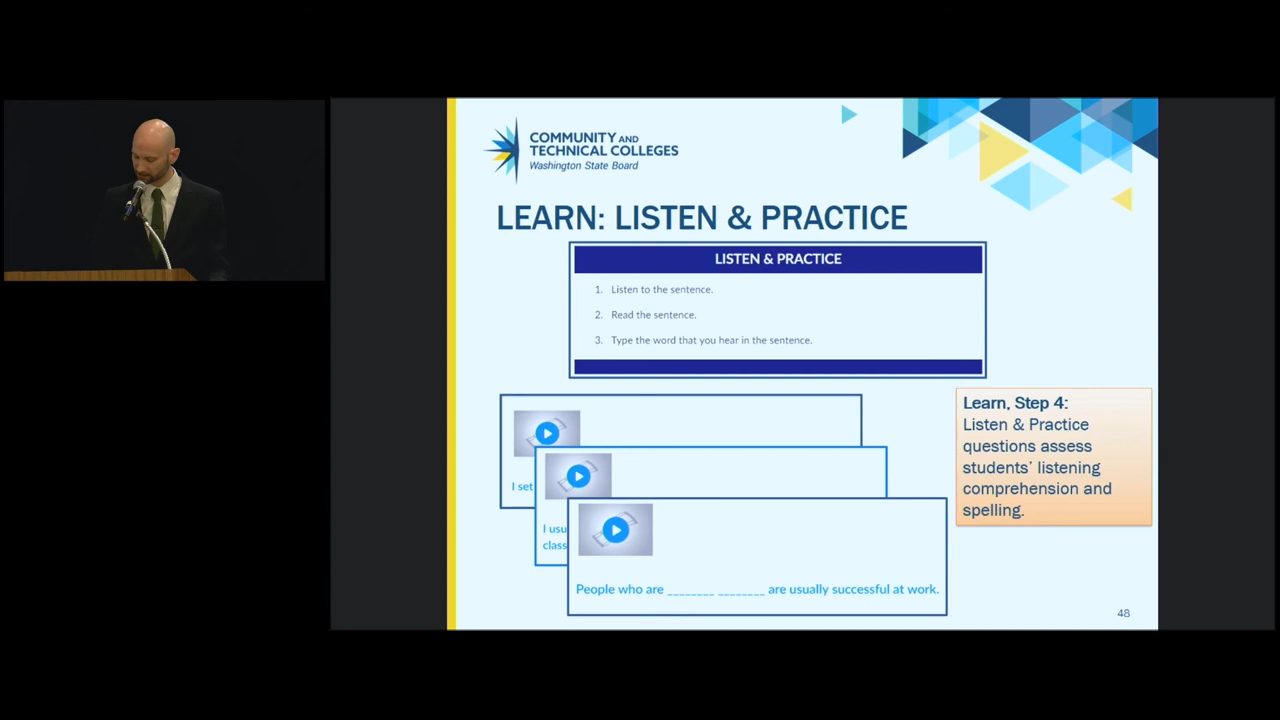 COMMUNITY AND
TECHNICAL COLLEGES
Washington State Board
LEARN: LISTEN & PRACTICE
LISTEN & PRACTICE
1. Listen to the sentence.
2. Read the sentence.
3. Type the word that you hear in the sentence.
I set
I usu
class
People who are ________ ________ are usually successful at work.
Learn, Step 4:
Listen & Practice
questions assess
students’ listening
comprehension and
spelling.
48